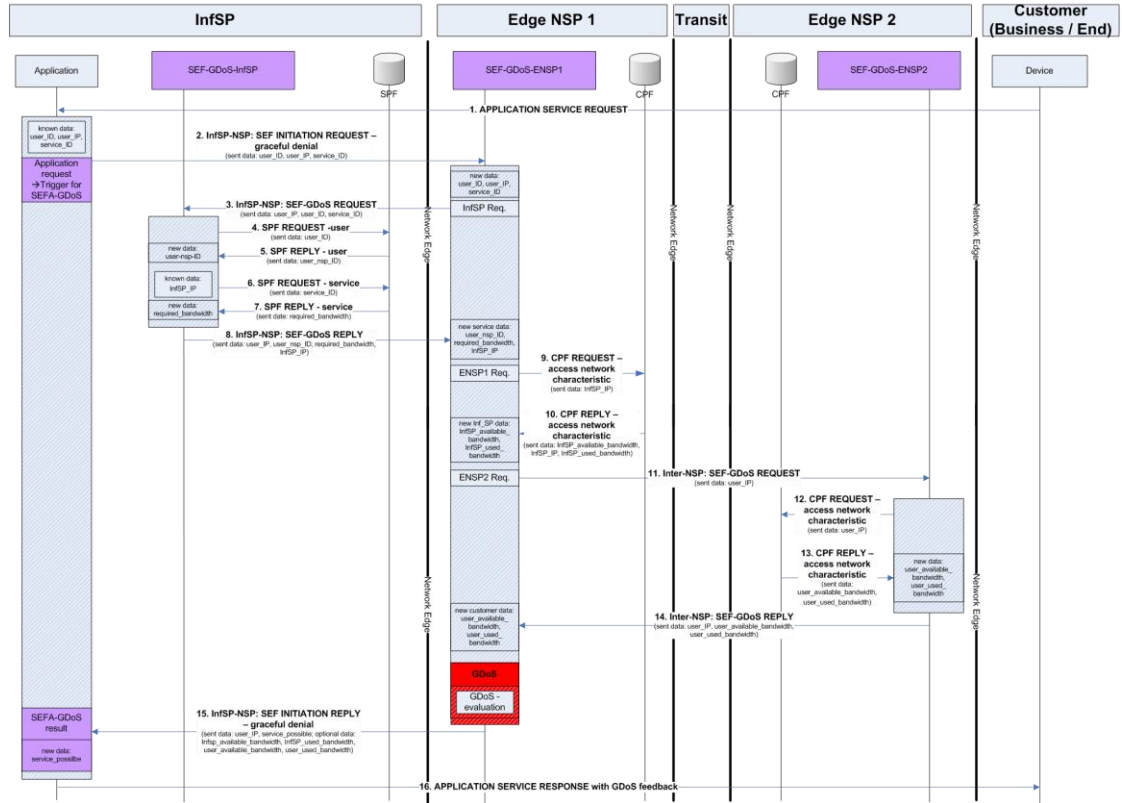 InfSP
Edge NSP 1
Transit
Edge NSP 2
Customer
(Business / End)
Application
SEF-GDoS-InfSP
SPF
SEF-GDoS-ENSP1
CPF
CPF
SEF-GDoS-ENSP2
Device
1. APPLICATION SERVICE REQUEST
known data:
user_ID, user_IP,
service_ID
2. InfSP-NSP: SEF INITIATION REQUEST –
graceful denial
(sent data: user_ID, user_IP, service_ID)
Application
request
→Trigger for
SEFA-GDoS
new data:
user_ID, user_IP,
service_ID
3. InfSP-NSP: SEF-GDoS REQUEST
(sent data: user_IP, user_ID, service_ID)
InfSP Req.
4. SPF REQUEST -user
(sent data: user_ID)
new data:
user-nsp-ID
5. SPF REPLY - user
(sent data: user_nsp_ID)
known data:
InfSP_IP
6. SPF REQUEST - service
(sent data: service_ID)
new data:
required_bandwidth
7. SPF REPLY - service
(sent date: required_bandwidth)
8. InfSP-NSP: SEF-GDoS REPLY
(sent data: user_IP, user_nsp_ID, required_bandwidth,
InfSP_IP)
new service data:
user_nsp_ID,
required_bandwidth,
InfSP_IP
ENSP1 Req.
9. CPF REQUEST –
access network
characteristic
(sent data: InfSP_IP)
new Inf_SP data:
InfSP_available_
bandwidth,
InfSP_used_
bandwidth
10. CPF REPLY –
access network
characteristic
(sent data: InfSP_available_bandwidth,
InfSP_IP, InfSP_used_bandwidth)
ENSP2 Req.
11. Inter-NSP: SEF-GDoS REQUEST
(sent data: user_IP)
12. CPF REQUEST –
access network
characteristic
(sent data: user_IP)
13. CPF REPLY –
access network
characteristic
(sent data:
user_available_bandwidth,
user_used_bandwidth)
new data:
user_available_
bandwidth,
user_used_
bandwidth
new customer data:
user_available_
bandwidth,
user_used_
bandwidth
14. Inter-NSP: SEF-GDoS REPLY
(sent data: user_IP, user_available_bandwidth,
user_used_bandwidth)
GDoS
GDoS -
evaluation
SEFA-GDoS
result
new data:
service_possilbe
15. InfSP-NSP: SEF INITIATION REPLY
– graceful denial
(sent data: user_IP, service_possible; optional data:
Infsp_available_bandwidth, InfSP_used_bandwidth,
user_available_bandwidth, user_used_bandwidth)
16. APPLICATION SERVICE RESPONSE with GDoS feedback
Network Edge
Network Edge
Network Edge
Network Edge
Network Edge
Network Edge
Network Edge
Network Edge